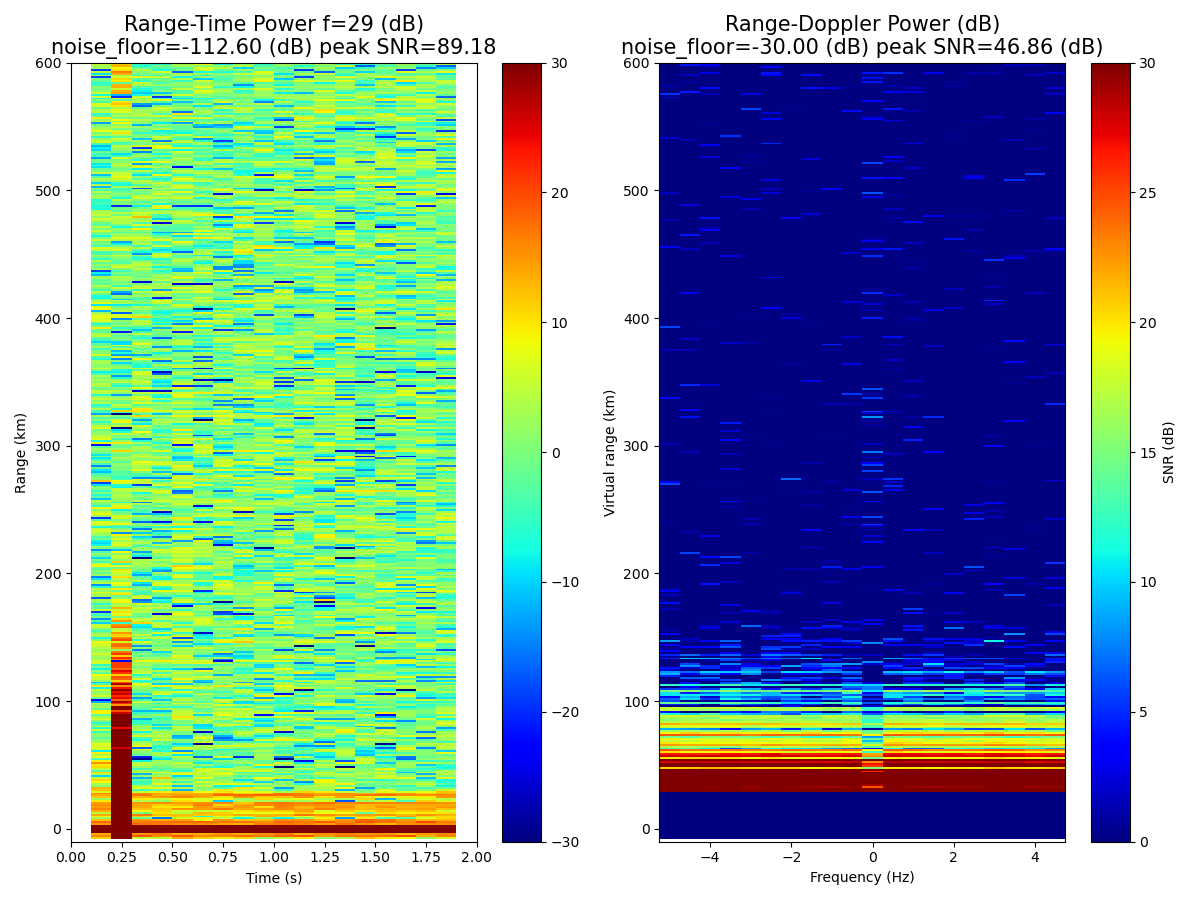 Range-Time Power f=29 (dB)
noise_floor=-112.60 (dB) peak SNR=89.18
Range (km)
600
500
400
300
200
100
0
0.00 0.25 0.50 0.75 1.00 1.25 1.50 1.75 2.00
Time (s)
30
20
10
0
−10
−20
−30
Range-Doppler Power (dB)
noise_floor=-30.00 (dB) peak SNR=46.86 (dB)
Virtual range (km)
600
500
400
300
200
100
0
−4 −2 0 2 4
Frequency (Hz)
30
25
20
15
10
5
0
SNR (dB)